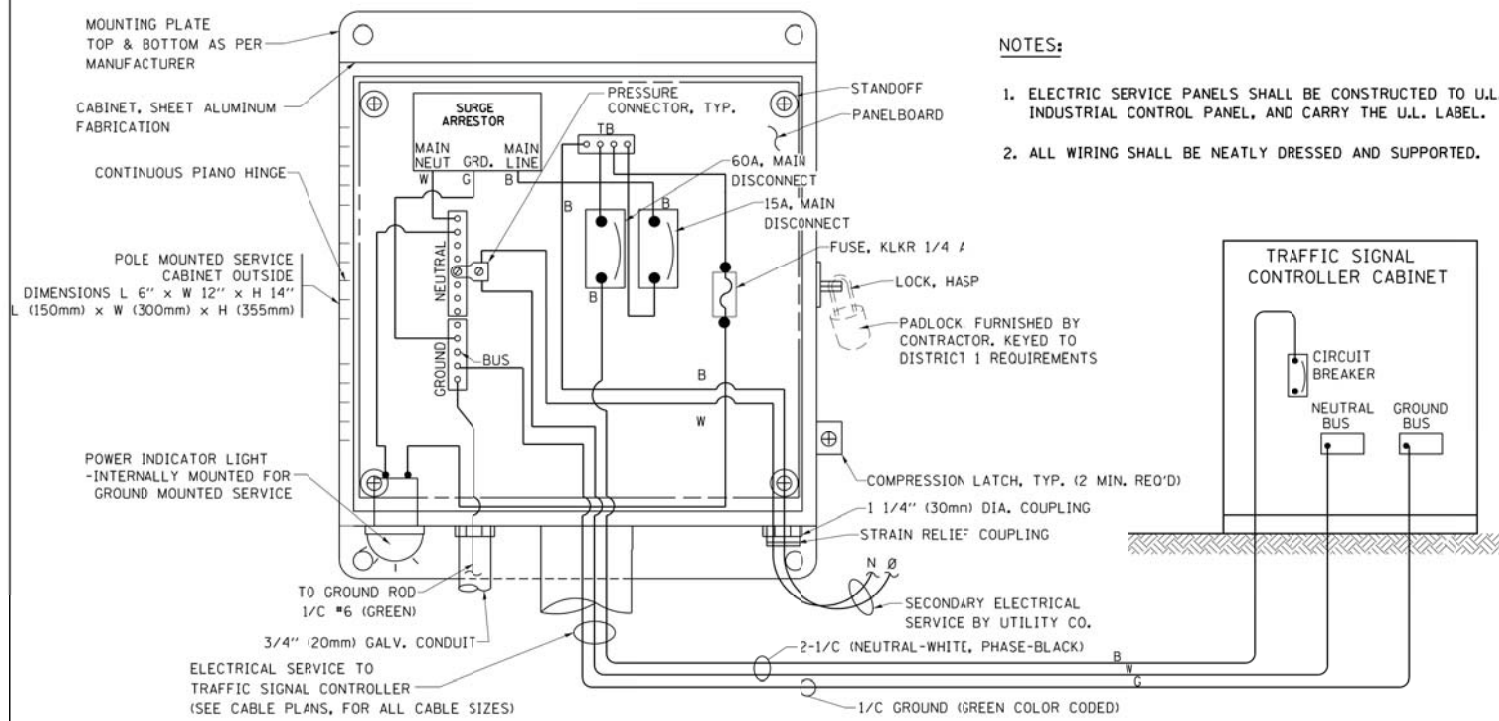 MOUNTING PLATE
TOP & BOTTOM AS PER
MANUFACTURER
CABINET, SHEET ALUMINUM
FABRICATION
CONTINUOUS PIANO HINGE
POLE MOUNTED SERVICE
CABINET OUTSIDE
DIMENSIONS L 6" x W 12" x H 14"
L (150mm) x W (300mm) x H (355mm)
POWER INDICATOR LIGHT
-INTERNALLY MOUNTED FOR
GROUND MOUNTED SERVICE
TO GROUND ROD
1/C #6 (GREEN)
3/4" (20mm) GALV. CONDUIT
ELECTRICAL SERVICE TO
TRAFFIC SIGNAL CONTROLLER
(SEE CABLE PLANS, FOR ALL CABLE SIZES)
SURGE
ARRESTOR
MAIN
NEUT
GRD.
MAIN
LINE
W
G
B
PRESSURE
CONNECTOR, TYP.
TB
60A, MAIN
DISCONNECT
15A, MAIN
DISCONNECT
B
B
B
NEUTRAL
GROUND
BUS
B
W
STANDOFF
PANELBOARD
FUSE, KLKR 1/4 A
LOCK, HASP
PADLOCK FURNISHED BY
CONTRACTOR. KEYED TO
DISTRICT 1 REQUIREMENTS
COMPRESSION LATCH, TYP. (2 MIN. REQ'D)
1 1/4" (30mm) DIA. COUPLING
STRAIN RELIEF COUPLING
N Ø
SECONDARY ELECTRICAL
SERVICE BY UTILITY CO.
2-1/C (NEUTRAL-WHITE, PHASE-BLACK)
B
W
G
1/C GROUND (GREEN COLOR CODED)
NOTES:
1. ELECTRIC SERVICE PANELS SHALL BE CONSTRUCTED TO U.L.
INDUSTRIAL CONTROL PANEL, AND CARRY THE U.L. LABEL.
2. ALL WIRING SHALL BE NEATLY DRESSED AND SUPPORTED.
TRAFFIC SIGNAL
CONTROLLER CABINET
CIRCUIT
BREAKER
NEUTRAL
BUS
GROUND
BUS